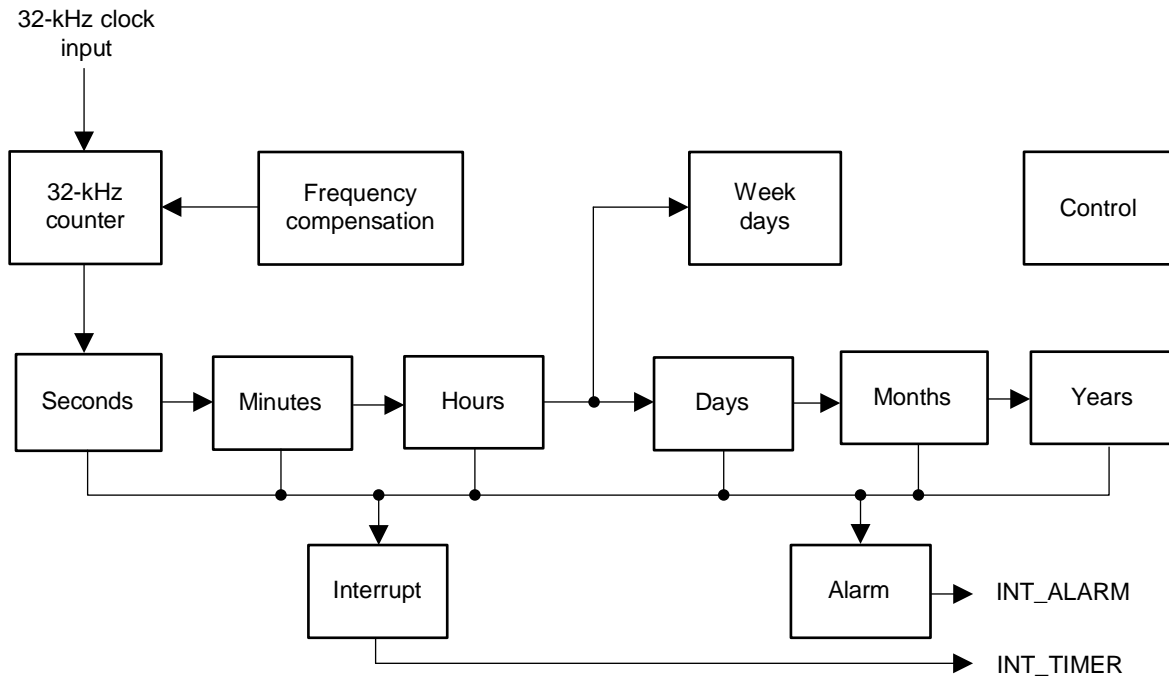 32-kHz clock
input
32-kHz
counter
Frequency
compensation
Week
days
Control
Seconds
Minutes
Hours
Days
Months
Years
Interrupt
Alarm
INT_ALARM
INT_TIMER